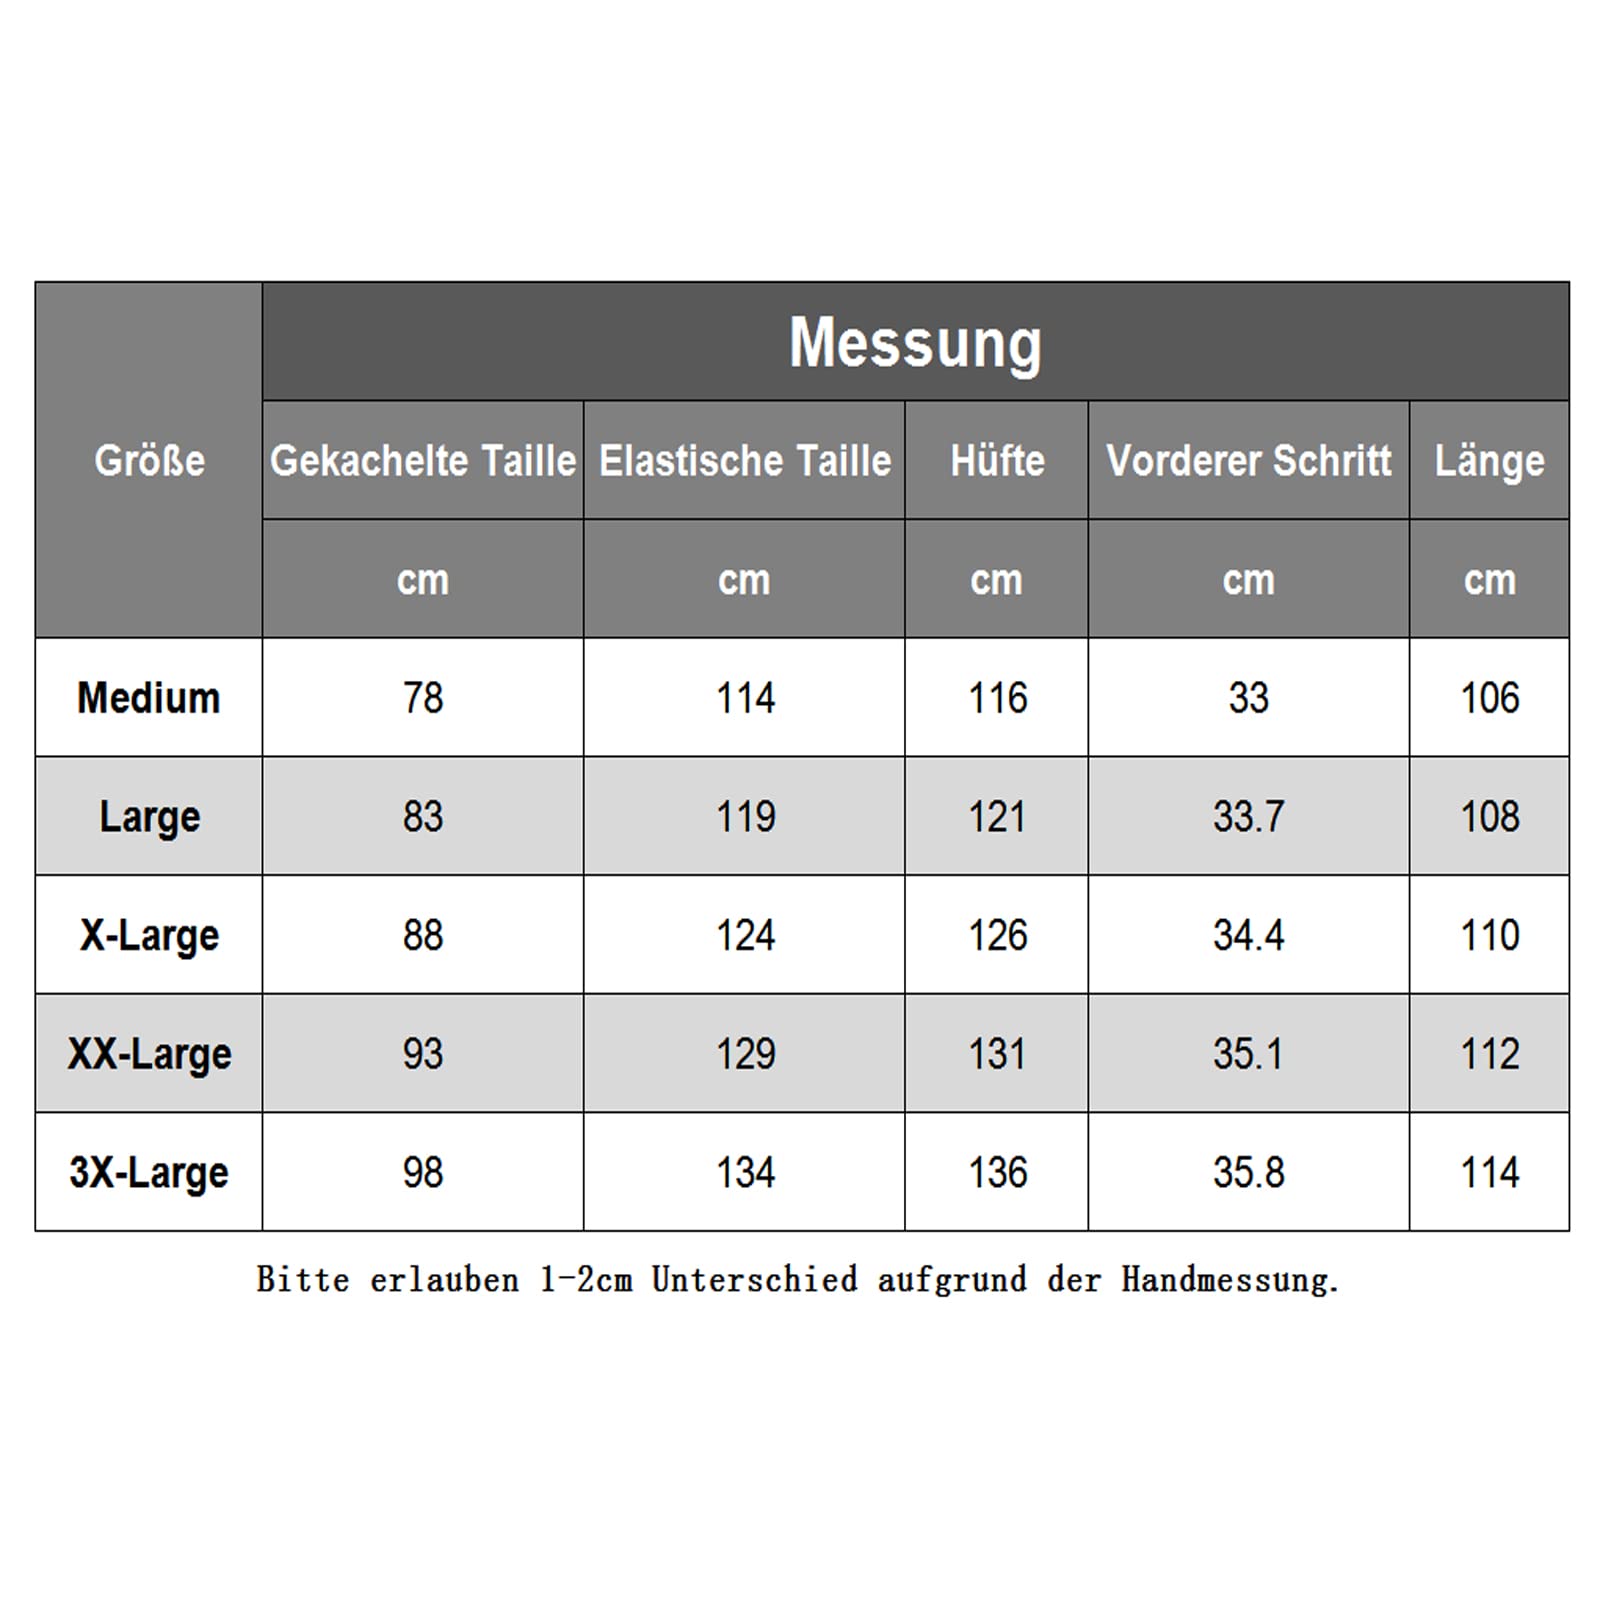 Messung
Größe Gekachelte Taille Elastische Taille Hüfte Vorderer Schritt Länge
cm cm cm cm cm
Medium 78 114 116 33 106
Large 83 119 121 33.7 108
X-Large 88 124 126 34.4 110
XX-Large 93 129 131 35.1 112
3X-Large 98 134 136 35.8 114
Bitte erlauben 1-2cm Unterschied aufgrund der Handmessung.